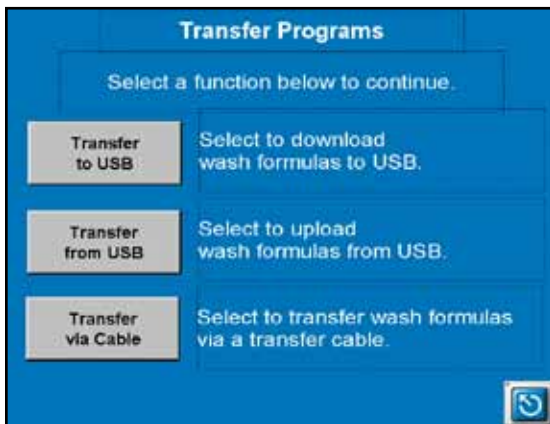 Transfer Programs
Select a function below to continue.
Transfer
to USB
Select to download
wash formulas to USB.
Transfer
from USB
Select to upload
wash formulas from USB.
Transfer
via Cable
Select to transfer wash formulas
via a transfer cable.